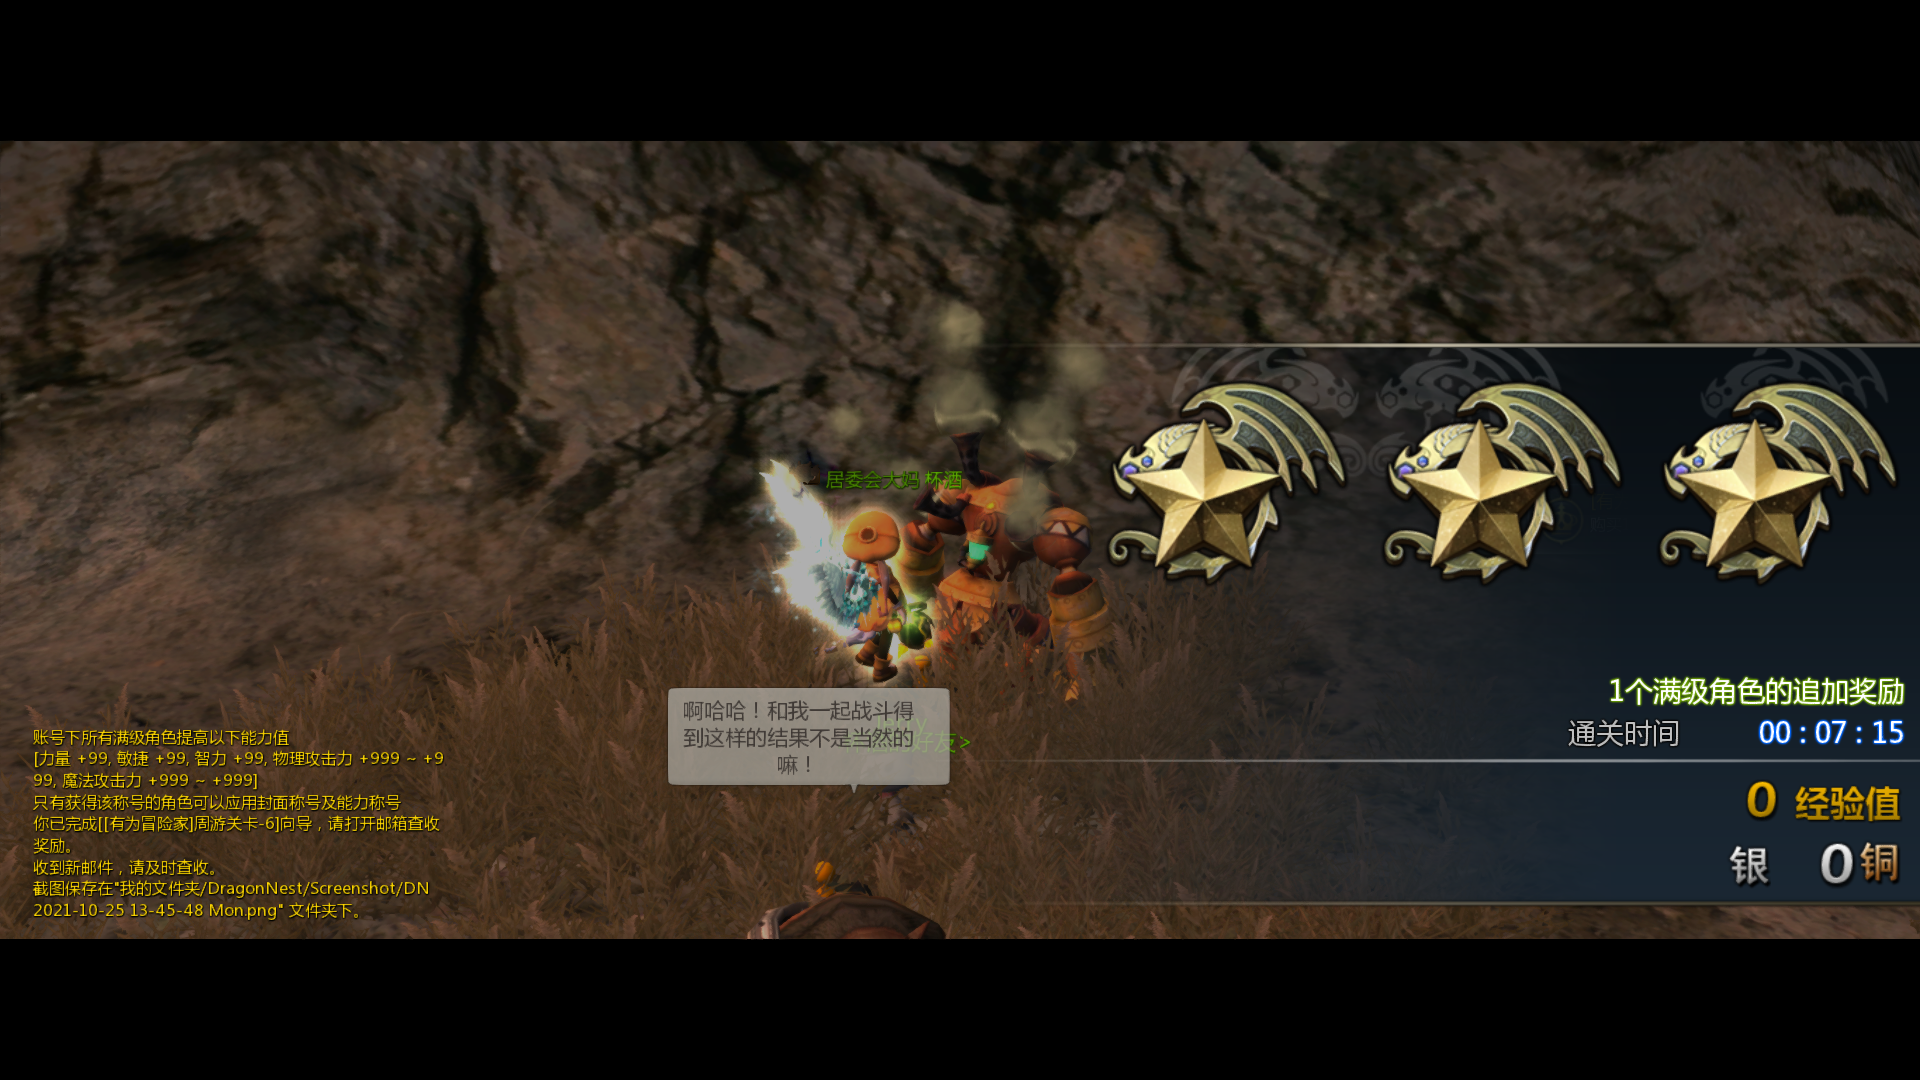 居委会大妈 杯酒
1个满级角色的追加奖励
通关时间 00 : 07 : 15
0 经验值
银 0铜
啊哈哈！和我一起战斗得
到这样的结果不是当然的
嘛！
好友>
账号下所有满级角色提高以下能力值
[力量 +99, 敏捷 +99, 智力 +99, 物理攻击力 +999 ~ +9
99, 魔法攻击力 +999 ~ +999]
只有获得该称号的角色可以应用封面称号及能力称号
你已完成[[有为冒险家]周游关卡-6]向导，请打开邮箱查收
奖励。
收到新邮件，请及时查收。
截图保存在"我的文件夹/DragonNest/Screenshot/DN
2021-10-25 13-45-48 Mon.png" 文件夹下。